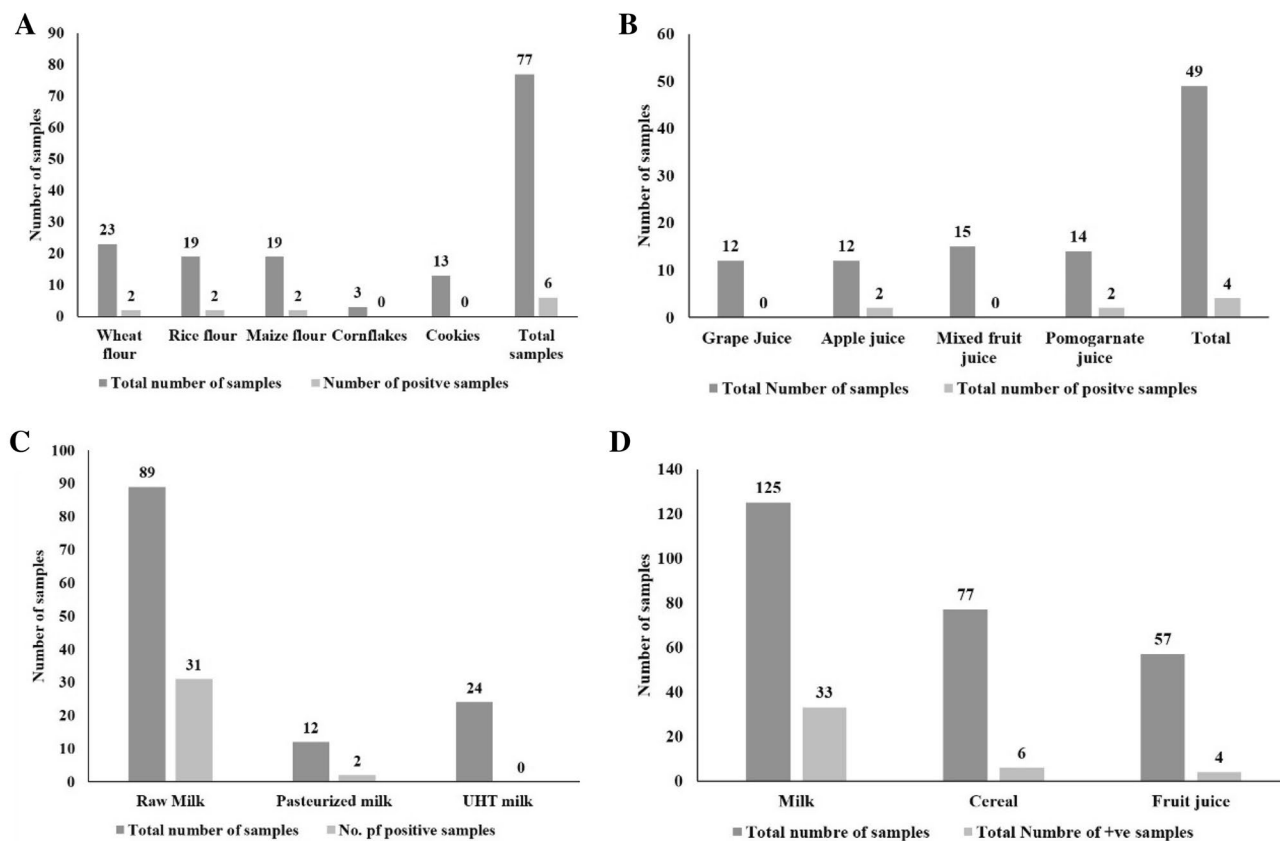 A
Number of samples
90
80
70
60
50
40
30
20
10
0
23
2
19
2
19
2
3
0
13
0
77
6
Wheat flour
Rice flour
Maize flour
Cornflakes
Cookies
Total samples
Total number of samples
Number of positve samples
B
Number of samples
60
50
40
30
20
10
0
12
0
12
2
15
0
14
2
49
4
Grape Juice
Apple juice
Mixed fruit juice
Pomogarnate juice
Total
Total Number of samples
Total number of positve samples
C
Number of samples
100
90
80
70
60
50
40
30
20
10
0
89
31
12
2
24
0
Raw Milk
Pasteurized milk
UHT milk
Total number of samples
No. pf positive samples
D
Number of samples
140
120
100
80
60
40
20
0
125
33
77
6
57
4
Milk
Cereal
Fruit juice
Total numbre of samples
Total Numbre of +ve samples